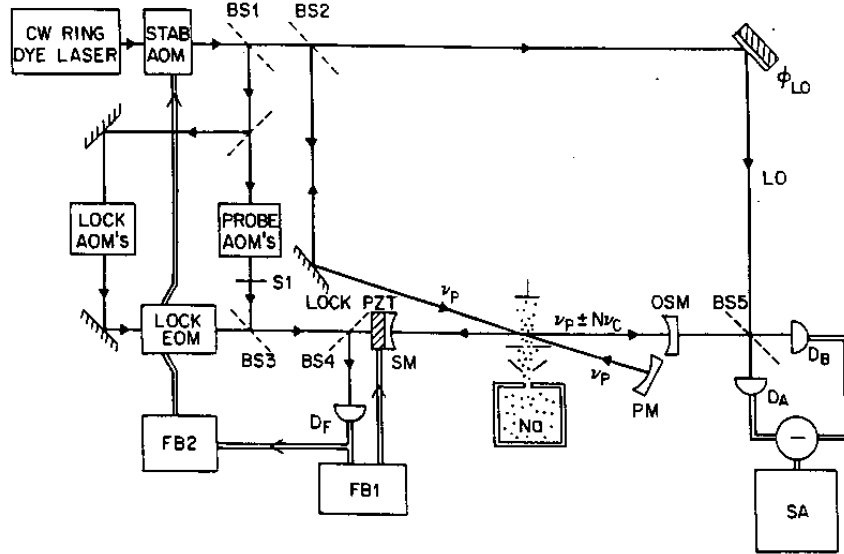 CW RING
DYE LASER
STAB
AOM
BS1
BS2
ϕLO
LO
LOCK
AOM'S
PROBE
AOM'S
S1
LOCK
PZT
νP
νP ± NνC
OSM
BS5
LOCK
EOM
BS3
BS4
SM
νP
PM
DB
DA
DF
Na
FB2
FB1
−
SA